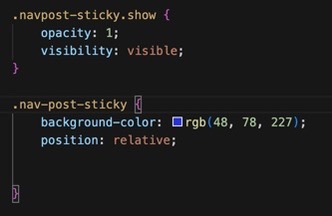 .navpost-sticky.show {
opacity: 1;
visibility: visible;
}
.nav-post-sticky {
background-color: rgb(48, 78, 227);
position: relative;
}